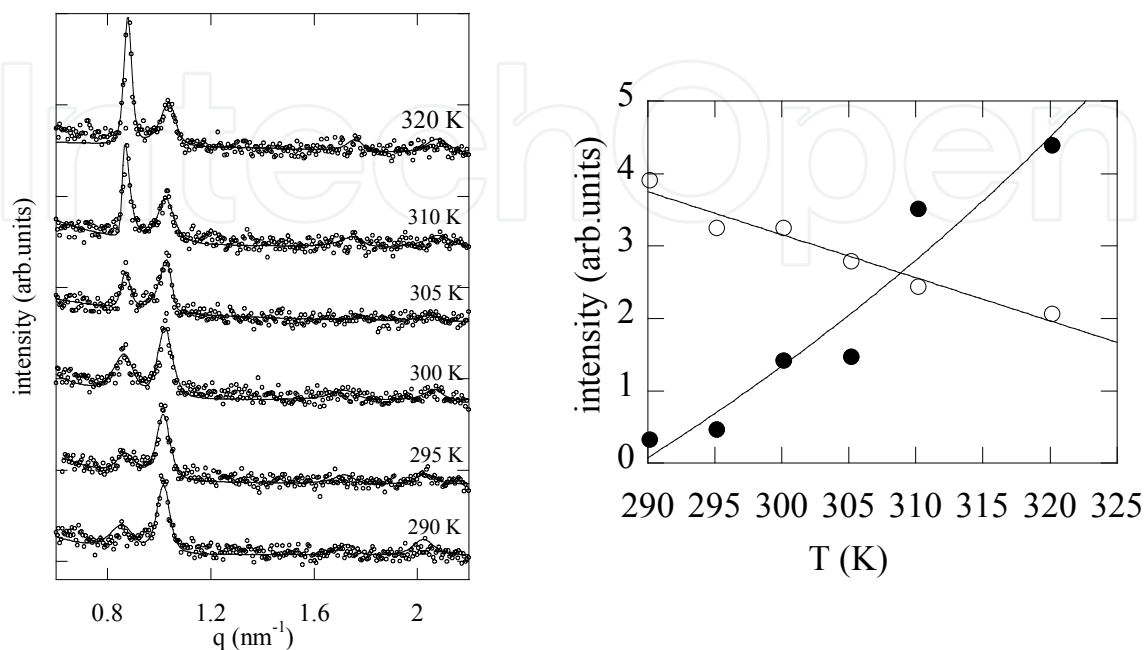 IntechOpen
intensity (arb.units)
320 K
310 K
305 K
300 K
295 K
290 K
0.8 1.2 1.6 2
q (nm⁻¹)
intensity (arb.units)
5
4
3
2
1
0
290 295 300 305 310 315 320 325
T (K)